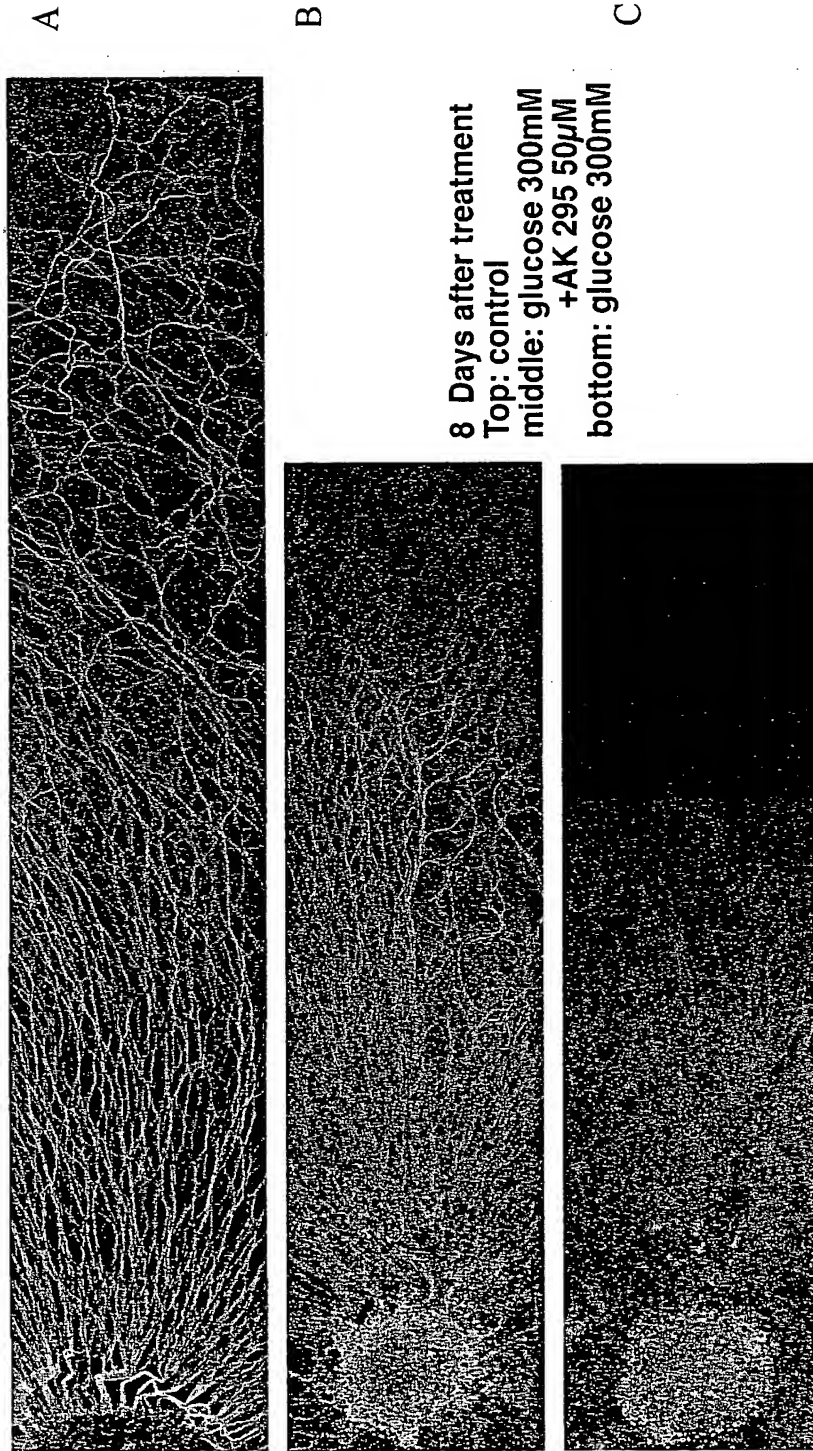 A
B
8 Days after treatment
Top: control
middle: glucose 300mM
+AK 295 50µM
bottom: glucose 300mM
C